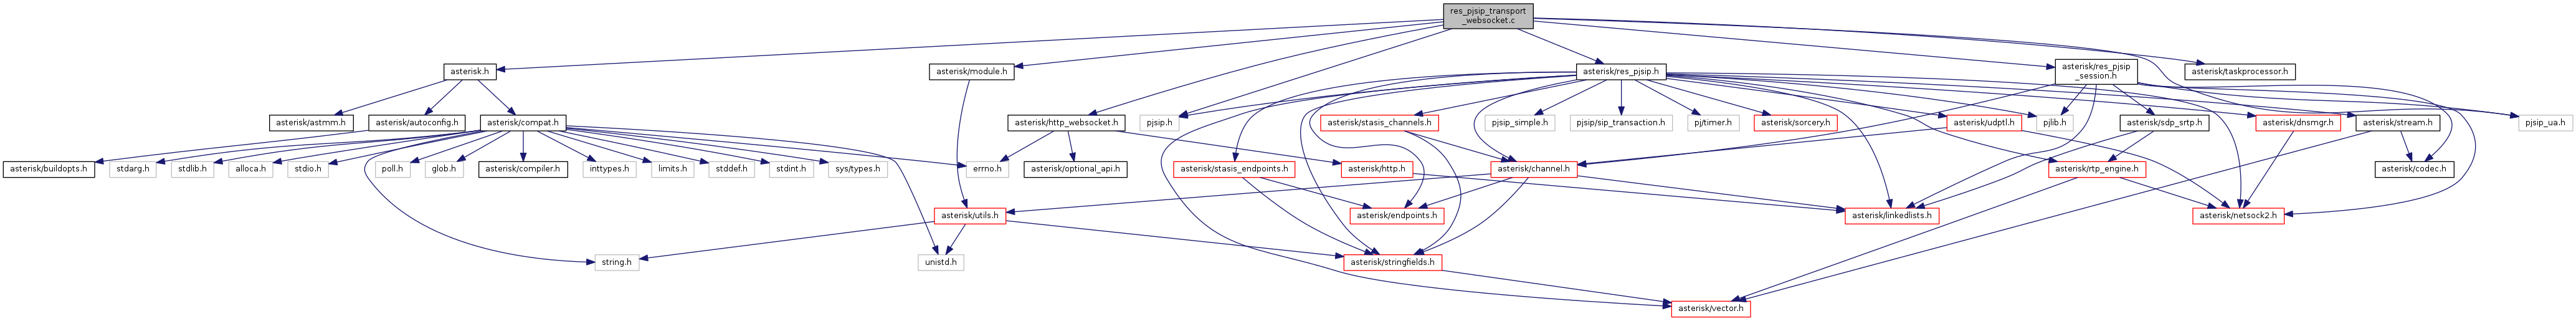 res_pjsip_transport
_websocket.c
asterisk.h
asterisk/module.h
asterisk/res_pjsip.h
asterisk/res_pjsip
_session.h
asterisk/taskprocessor.h
asterisk/astmm.h
asterisk/autoconfig.h
asterisk/compat.h
asterisk/http_websocket.h
pjsip.h
asterisk/stasis_channels.h
pjsip_simple.h
pjsip/sip_transaction.h
pj/timer.h
asterisk/sorcery.h
asterisk/udptl.h
pjlib.h
asterisk/sdp_srtp.h
asterisk/dnsmgr.h
asterisk/stream.h
pjsip_ua.h
asterisk/buildopts.h
stdarg.h
stdlib.h
alloca.h
stdio.h
poll.h
glob.h
asterisk/compiler.h
inttypes.h
limits.h
stddef.h
stdint.h
sys/types.h
errno.h
asterisk/optional_api.h
asterisk/stasis_endpoints.h
asterisk/http.h
asterisk/channel.h
asterisk/rtp_engine.h
asterisk/codec.h
asterisk/utils.h
asterisk/endpoints.h
asterisk/linkedlists.h
asterisk/netsock2.h
string.h
unistd.h
asterisk/stringfields.h
asterisk/vector.h